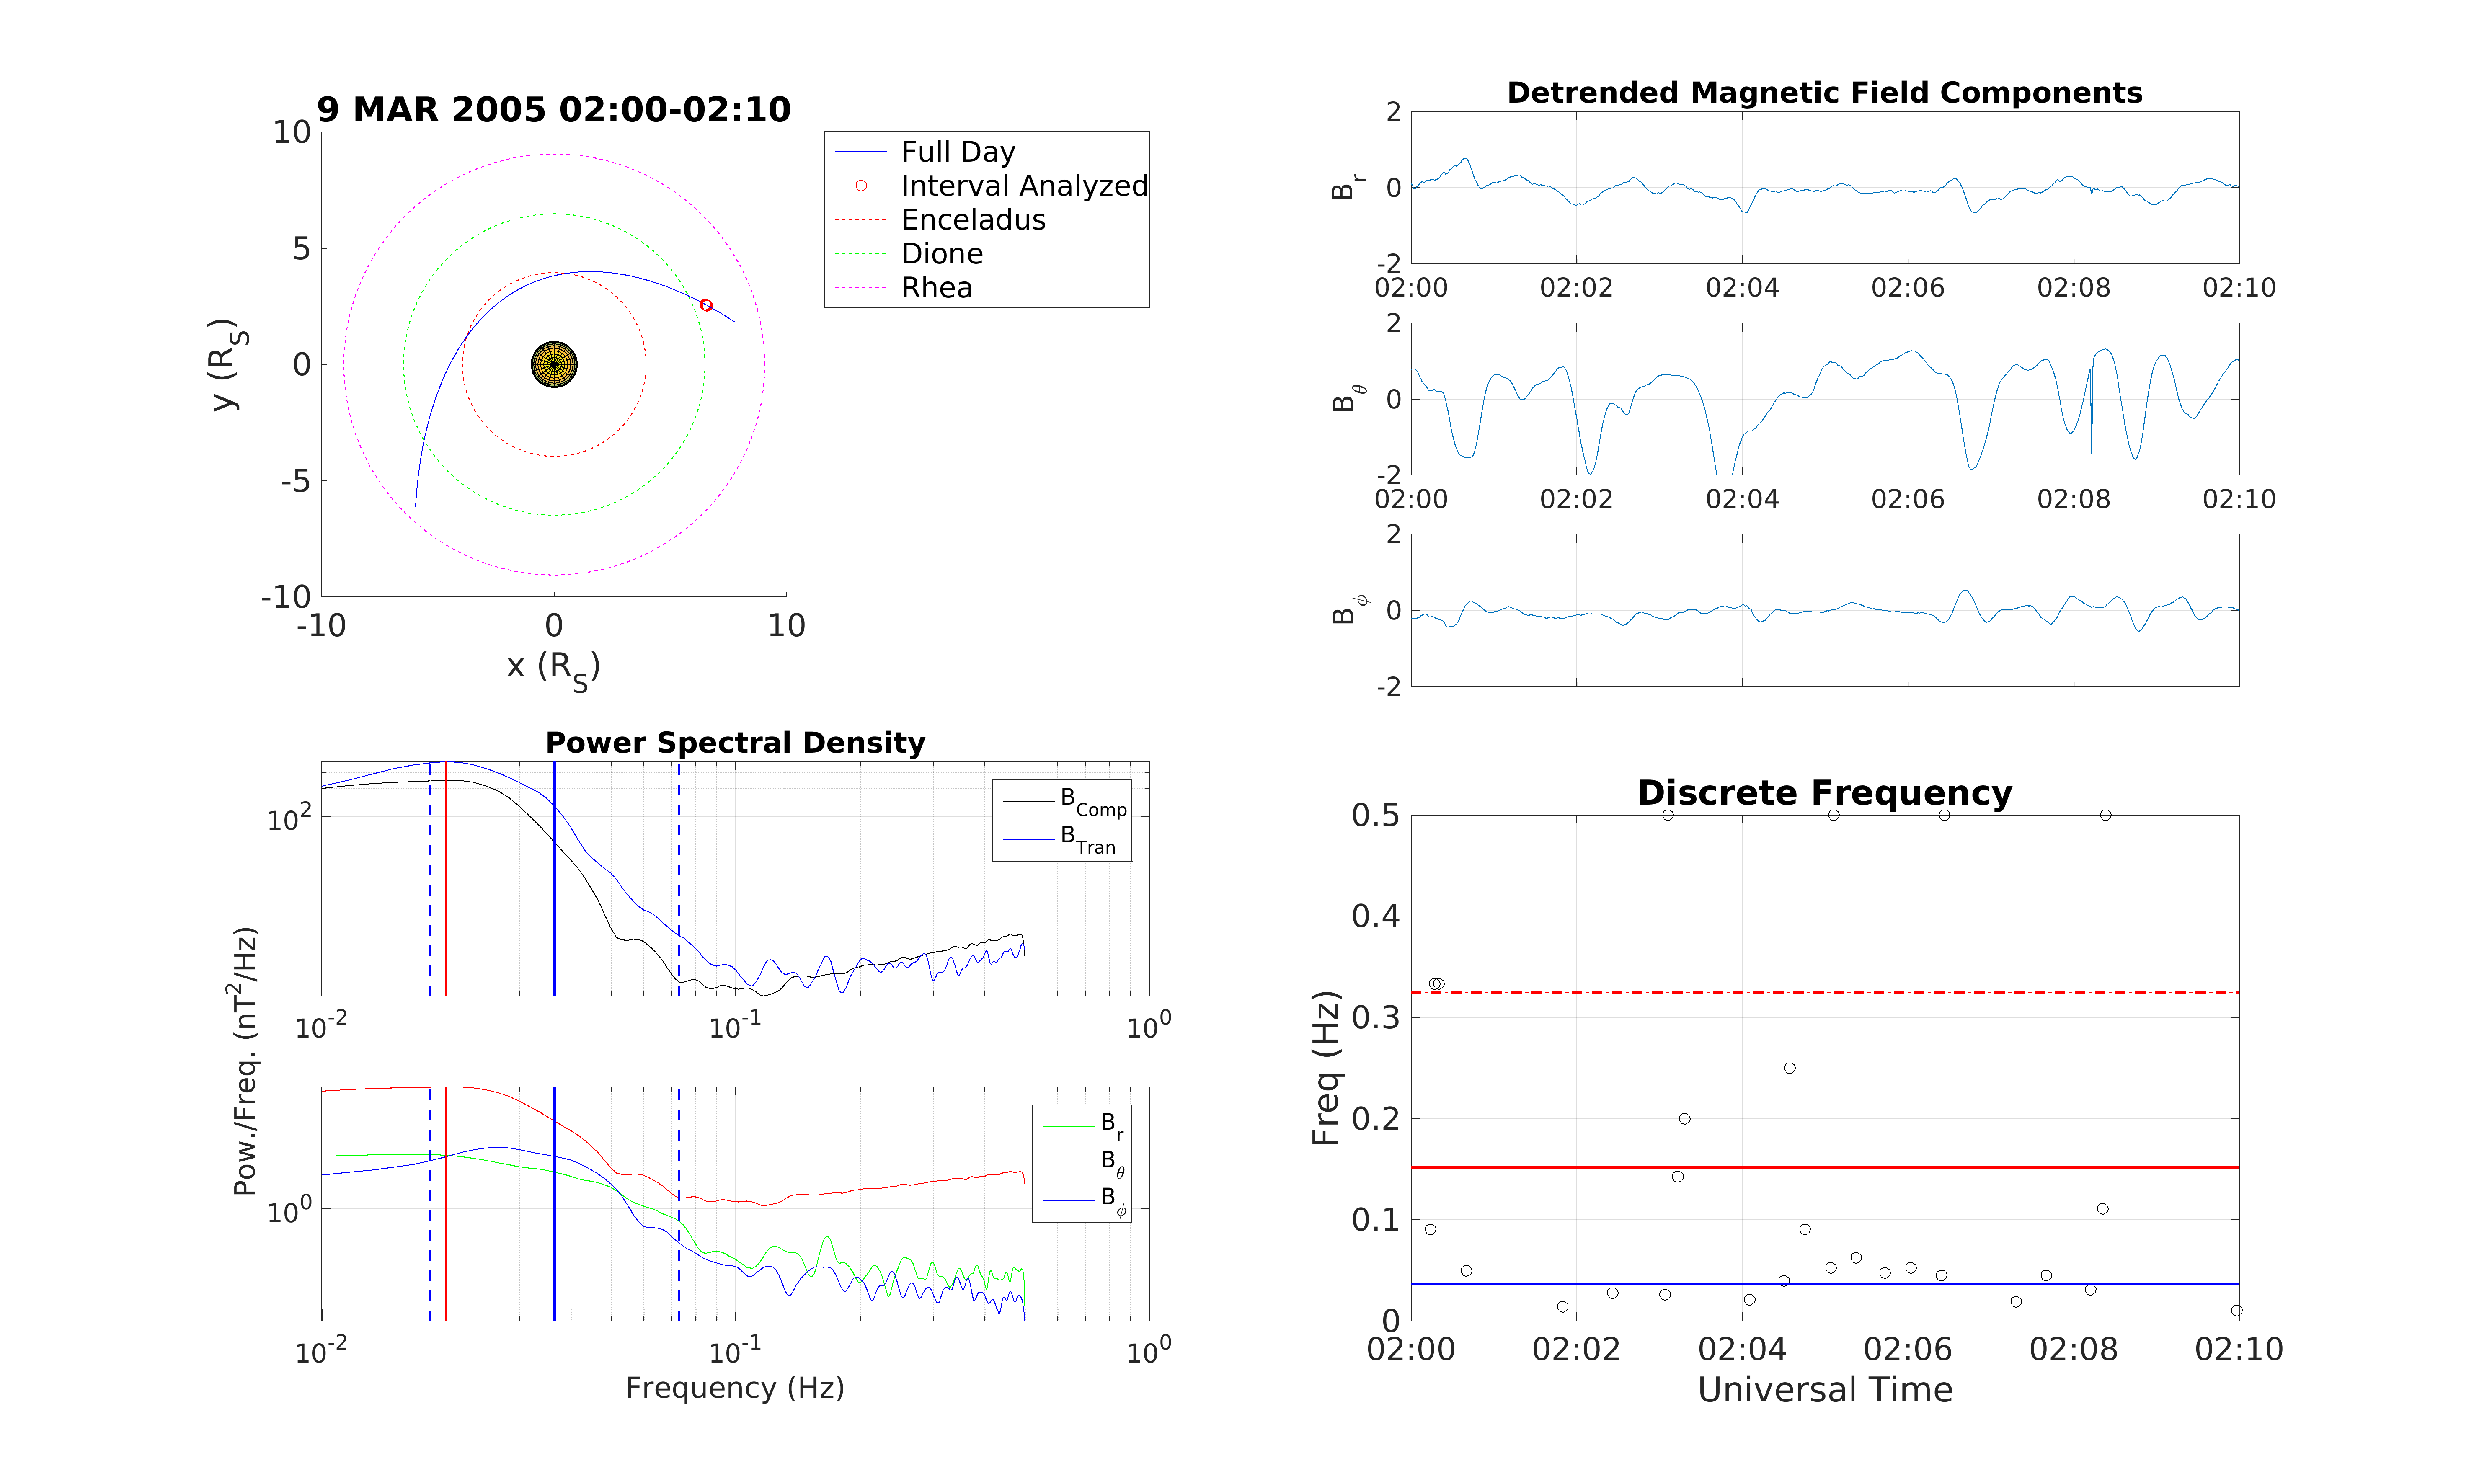 9 MAR 2005 02:00-02:10
10
5
0
-5
-10
-10
0
10
y (R_S)
x (R_S)
Full Day
Interval Analyzed
Enceladus
Dione
Rhea
Detrended Magnetic Field Components
2
0
-2
B_r
02:00
02:02
02:04
02:06
02:08
02:10
2
0
-2
B_θ
02:00
02:02
02:04
02:06
02:08
02:10
2
0
-2
B_ϕ
Power Spectral Density
10^2
B_Comp
B_Tran
10^-2
10^-1
10^0
Pow./Freq. (nT^2/Hz)
10^0
B_r
B_θ
B_ϕ
10^-2
10^-1
10^0
Frequency (Hz)
Discrete Frequency
0.5
0.4
0.3
0.2
0.1
0
Freq (Hz)
02:00
02:02
02:04
02:06
02:08
02:10
Universal Time